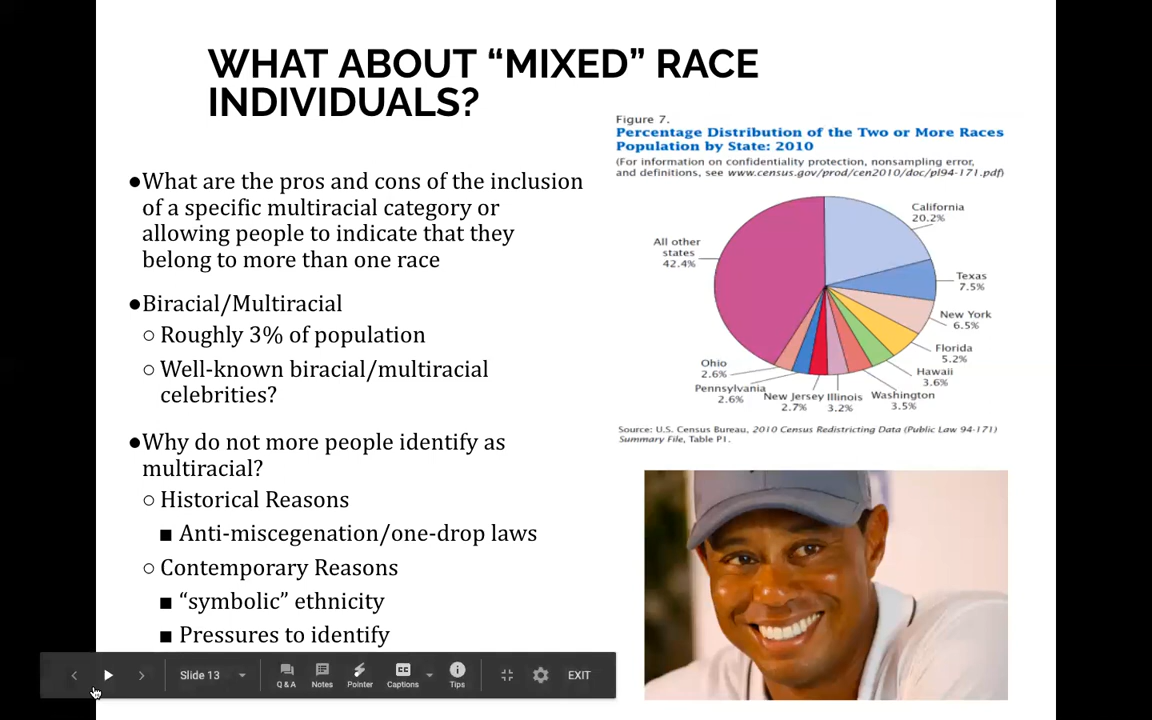 WHAT ABOUT “MIXED” RACE
INDIVIDUALS?
●What are the pros and cons of the inclusion
of a specific multiracial category or
allowing people to indicate that they
belong to more than one race
●Biracial/Multiracial
○ Roughly 3% of population
○ Well-known biracial/multiracial
celebrities?
●Why do not more people identify as
multiracial?
○ Historical Reasons
■ Anti-miscegenation/one-drop laws
○ Contemporary Reasons
■ “symbolic” ethnicity
■ Pressures to identify
Figure 7.
Percentage Distribution of the Two or More Races
Population by State: 2010
(For information on confidentiality protection, nonsampling error,
and definitions, see www.census.gov/prod/cen2010/doc/pl94-171.pdf)
California
20.2%
All other
states
42.4%
Texas
7.5%
New York
6.5%
Florida
5.2%
Hawaii
3.6%
Washington
3.5%
Illinois
3.2%
New Jersey
2.7%
Pennsylvania
2.6%
Ohio
2.6%
Source: U.S. Census Bureau, 2010 Census Redistricting Data (Public Law 94-171)
Summary File, Table P1.
Slide 13
Q & A
Notes
Pointer
CC
Captions
Tips
EXIT